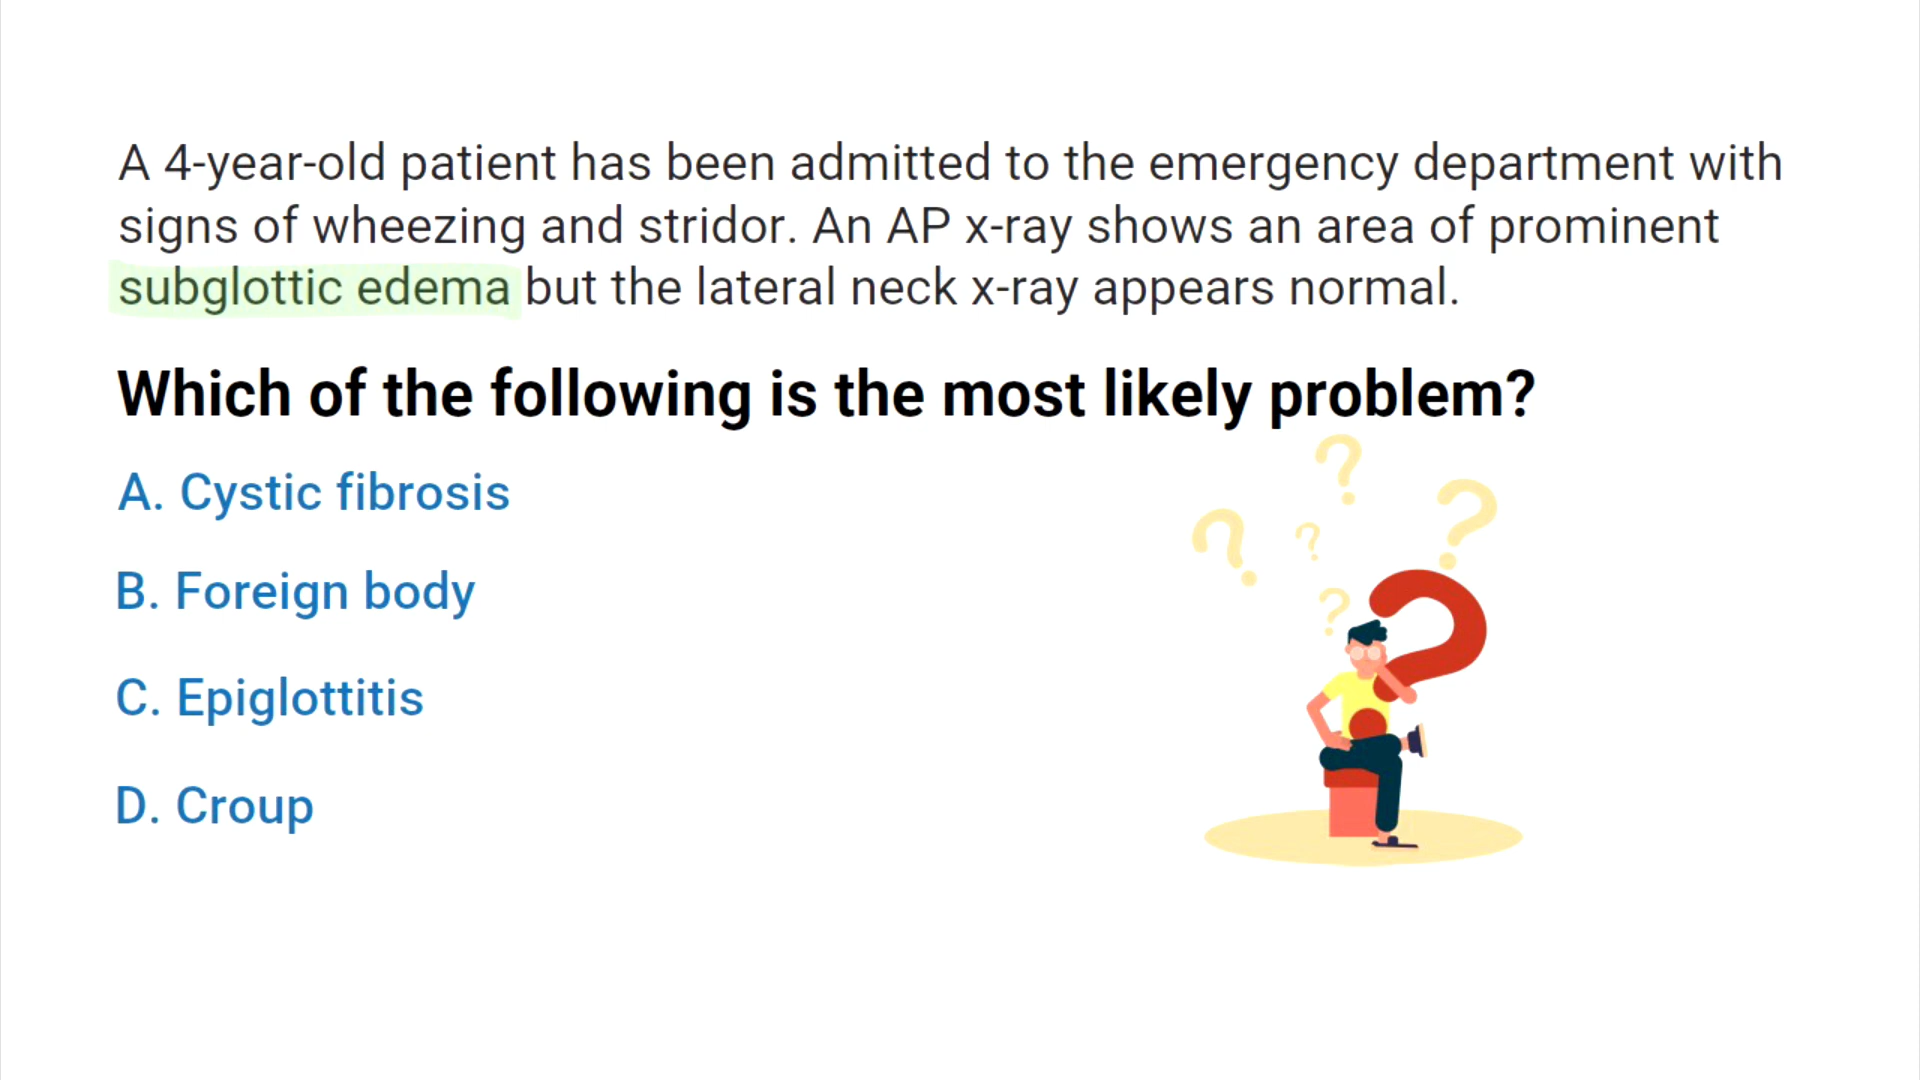 A 4-year-old patient has been admitted to the emergency department with
signs of wheezing and stridor. An AP x-ray shows an area of prominent
subglottic edema but the lateral neck x-ray appears normal.
Which of the following is the most likely problem?
A. Cystic fibrosis
B. Foreign body
C. Epiglottitis
D. Croup